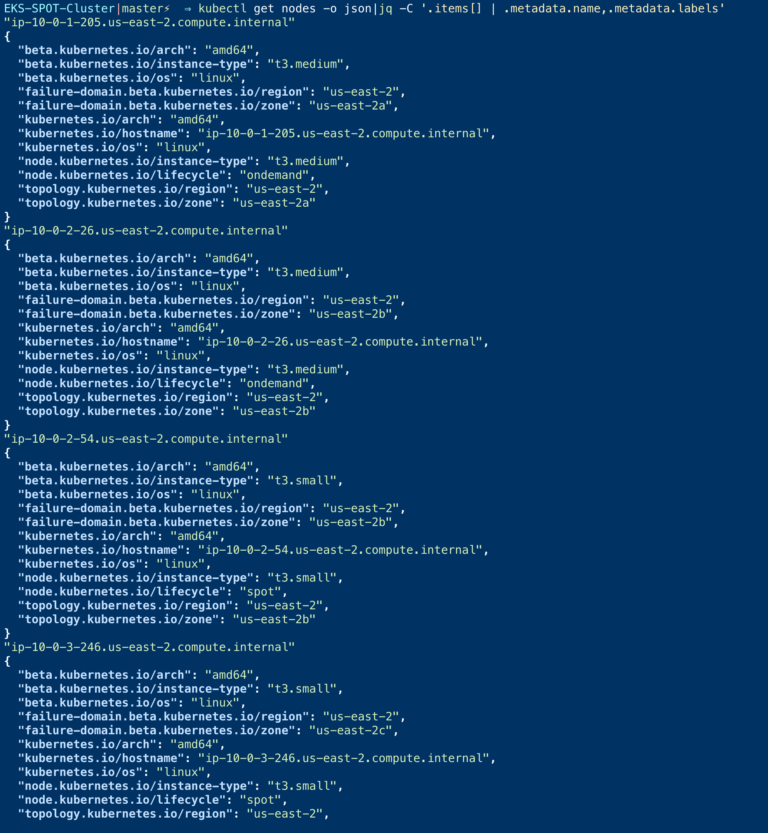 EKS-SPOT-Cluster|master⚡ ⇒ kubectl get nodes -o json|jq -C '.items[] | .metadata.name,.metadata.labels'
"ip-10-0-1-205.us-east-2.compute.internal"
{
  "beta.kubernetes.io/arch": "amd64",
  "beta.kubernetes.io/instance-type": "t3.medium",
  "beta.kubernetes.io/os": "linux",
  "failure-domain.beta.kubernetes.io/region": "us-east-2",
  "failure-domain.beta.kubernetes.io/zone": "us-east-2a",
  "kubernetes.io/arch": "amd64",
  "kubernetes.io/hostname": "ip-10-0-1-205.us-east-2.compute.internal",
  "kubernetes.io/os": "linux",
  "node.kubernetes.io/instance-type": "t3.medium",
  "node.kubernetes.io/lifecycle": "ondemand",
  "topology.kubernetes.io/region": "us-east-2",
  "topology.kubernetes.io/zone": "us-east-2a"
}
"ip-10-0-2-26.us-east-2.compute.internal"
{
  "beta.kubernetes.io/arch": "amd64",
  "beta.kubernetes.io/instance-type": "t3.medium",
  "beta.kubernetes.io/os": "linux",
  "failure-domain.beta.kubernetes.io/region": "us-east-2",
  "failure-domain.beta.kubernetes.io/zone": "us-east-2b",
  "kubernetes.io/arch": "amd64",
  "kubernetes.io/hostname": "ip-10-0-2-26.us-east-2.compute.internal",
  "kubernetes.io/os": "linux",
  "node.kubernetes.io/instance-type": "t3.medium",
  "node.kubernetes.io/lifecycle": "ondemand",
  "topology.kubernetes.io/region": "us-east-2",
  "topology.kubernetes.io/zone": "us-east-2b"
}
"ip-10-0-2-54.us-east-2.compute.internal"
{
  "beta.kubernetes.io/arch": "amd64",
  "beta.kubernetes.io/instance-type": "t3.small",
  "beta.kubernetes.io/os": "linux",
  "failure-domain.beta.kubernetes.io/region": "us-east-2",
  "failure-domain.beta.kubernetes.io/zone": "us-east-2b",
  "kubernetes.io/arch": "amd64",
  "kubernetes.io/hostname": "ip-10-0-2-54.us-east-2.compute.internal",
  "kubernetes.io/os": "linux",
  "node.kubernetes.io/instance-type": "t3.small",
  "node.kubernetes.io/lifecycle": "spot",
  "topology.kubernetes.io/region": "us-east-2",
  "topology.kubernetes.io/zone": "us-east-2b"
}
"ip-10-0-3-246.us-east-2.compute.internal"
{
  "beta.kubernetes.io/arch": "amd64",
  "beta.kubernetes.io/instance-type": "t3.small",
  "beta.kubernetes.io/os": "linux",
  "failure-domain.beta.kubernetes.io/region": "us-east-2",
  "failure-domain.beta.kubernetes.io/zone": "us-east-2c",
  "kubernetes.io/arch": "amd64",
  "kubernetes.io/hostname": "ip-10-0-3-246.us-east-2.compute.internal",
  "kubernetes.io/os": "linux",
  "node.kubernetes.io/instance-type": "t3.small",
  "node.kubernetes.io/lifecycle": "spot",
  "topology.kubernetes.io/region": "us-east-2",